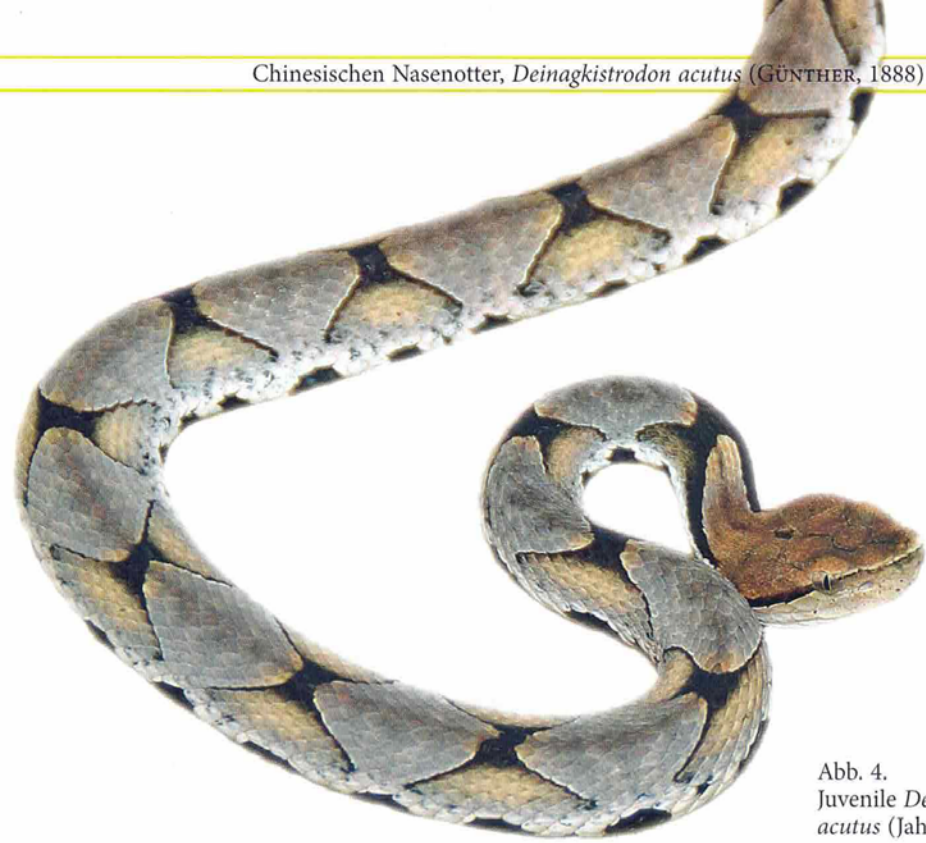 Chinesischen Nasenotter, Deinagkistrodon acutus (GÜNTHER, 1888)
Abb. 4.
Juvenile
acutus